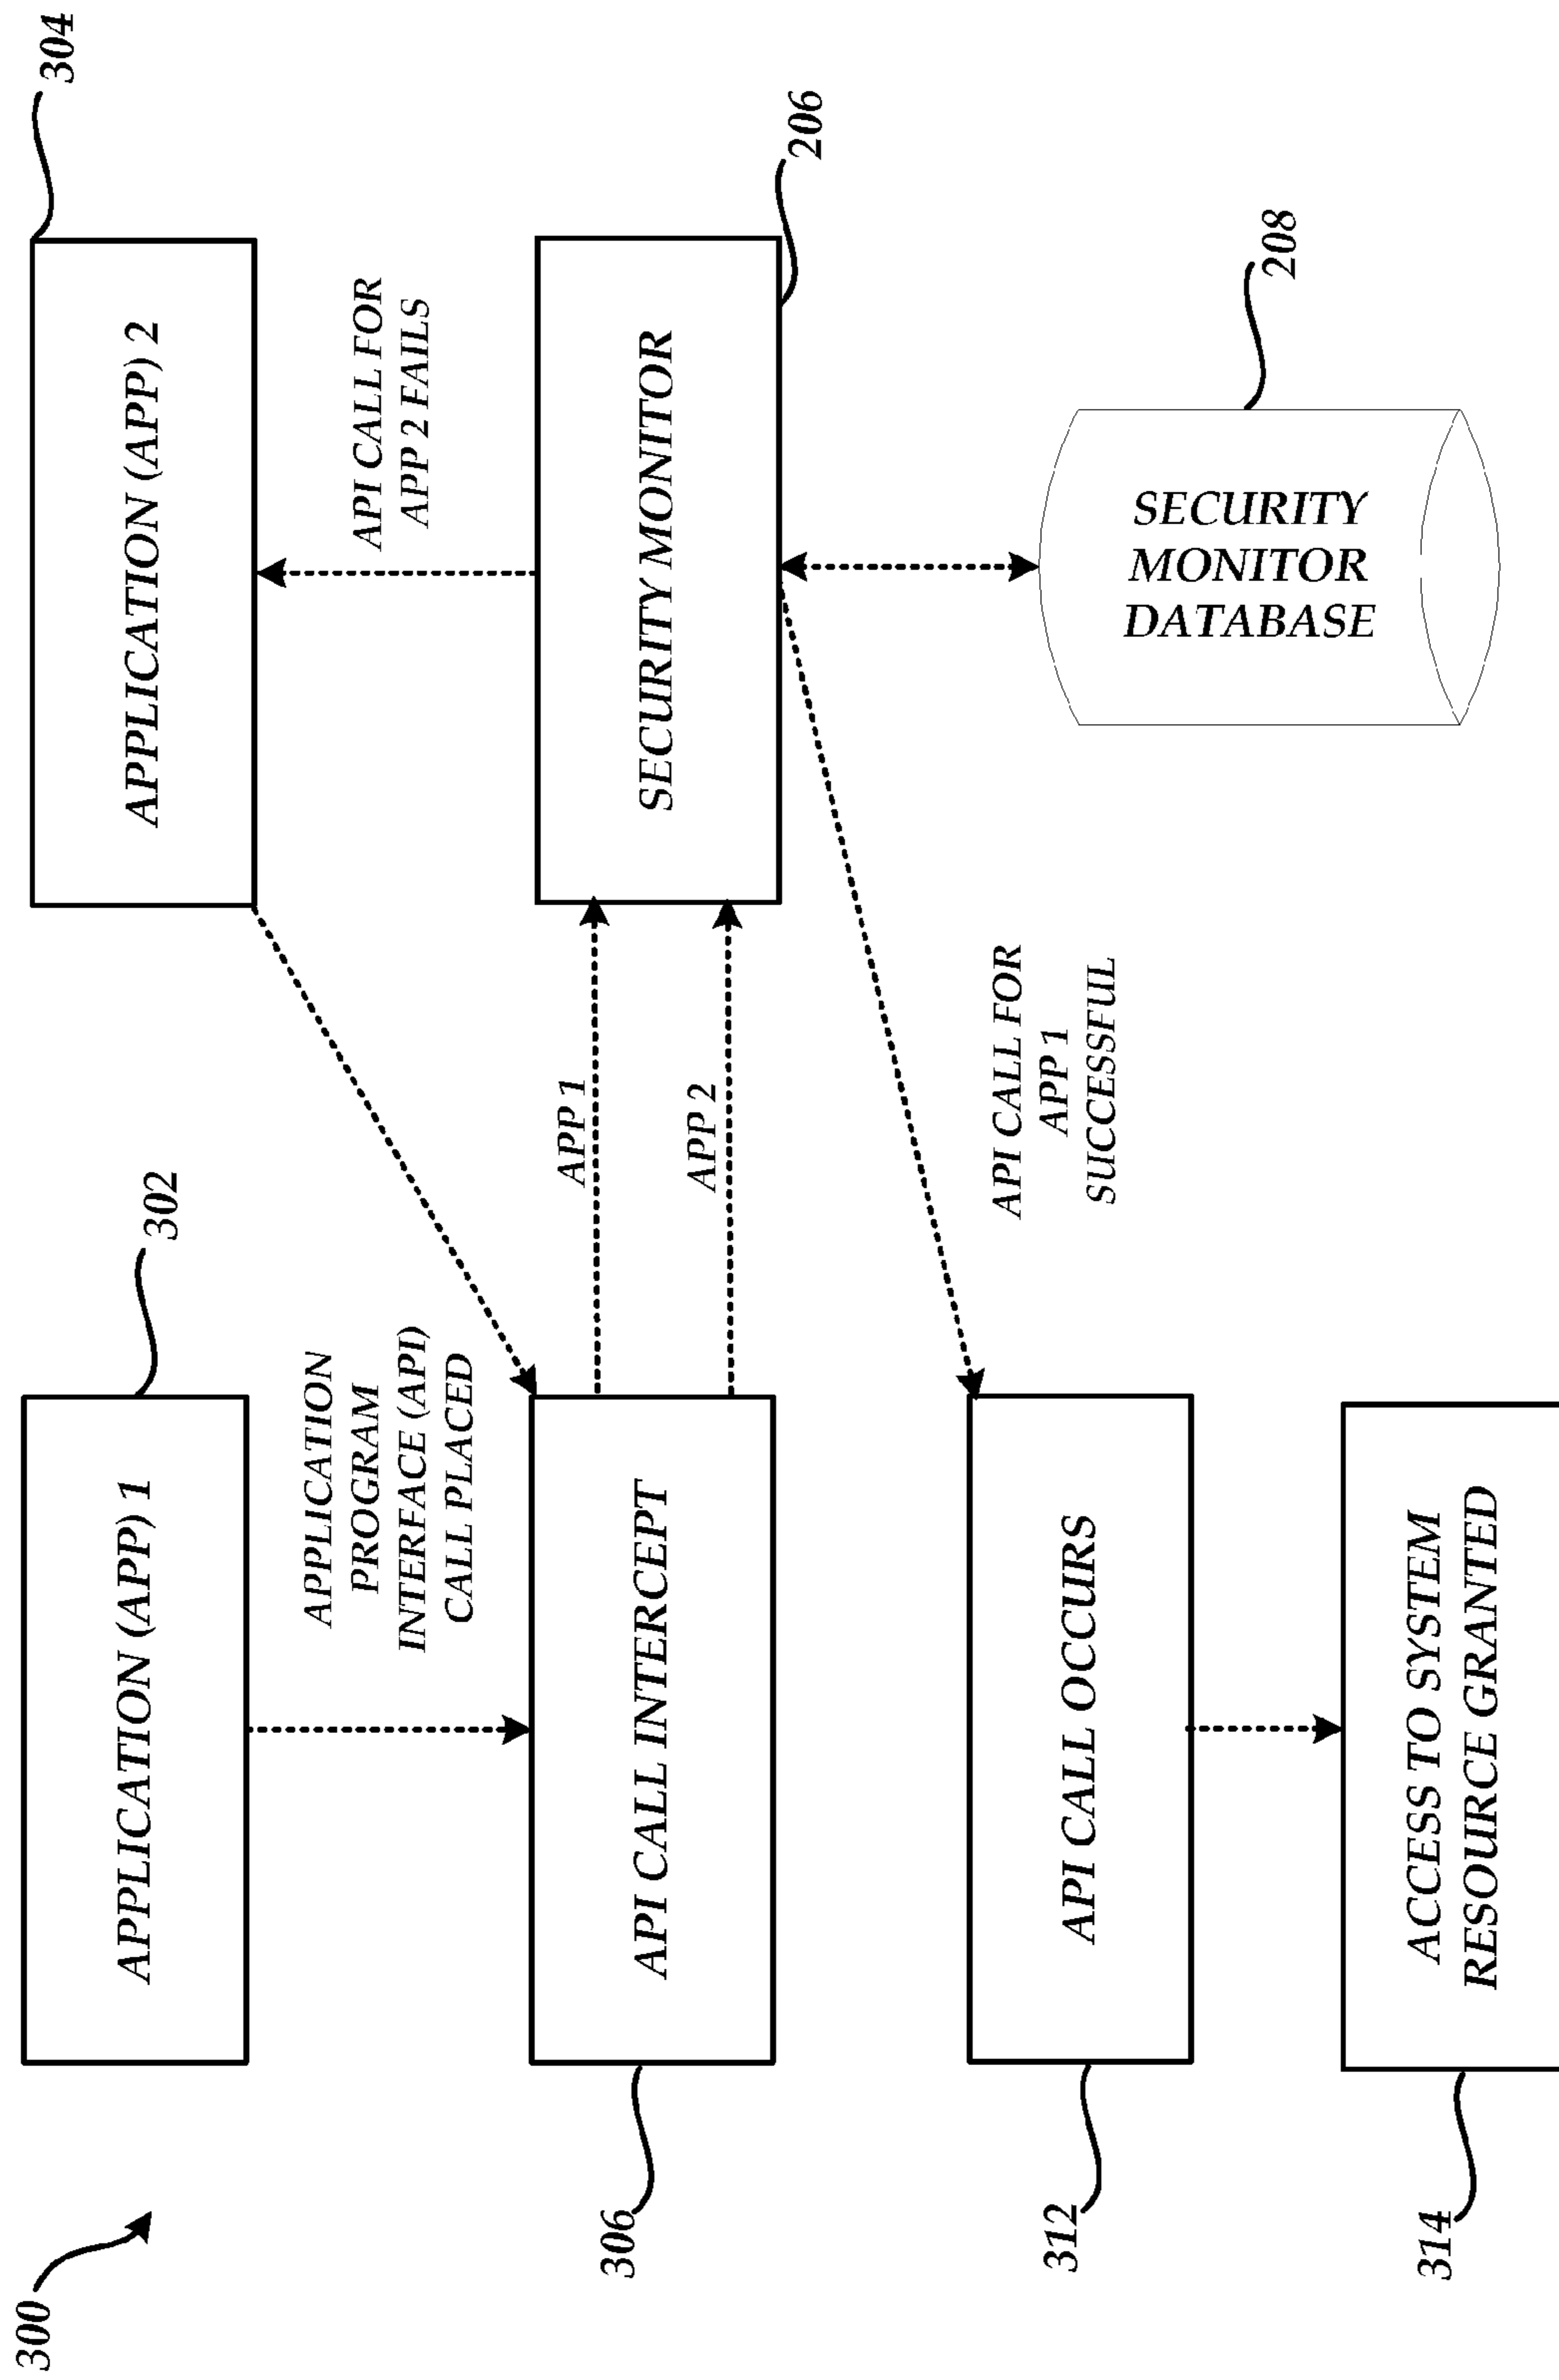 300
302
304
APPLICATION (APP) 1
APPLICATION (APP) 2
APPLICATION
PROGRAM
INTERFACE (API)
CALL PLACED
API CALL FOR
APP 2 FAILS
306
API CALL INTERCEPT
APP 1
APP 2
SECURITY MONITOR
206
API CALL FOR
APP 1
SUCCESSFUL
312
API CALL OCCURS
SECURITY
MONITOR
DATABASE
208
314
ACCESS TO SYSTEM
RESOURCE GRANTED